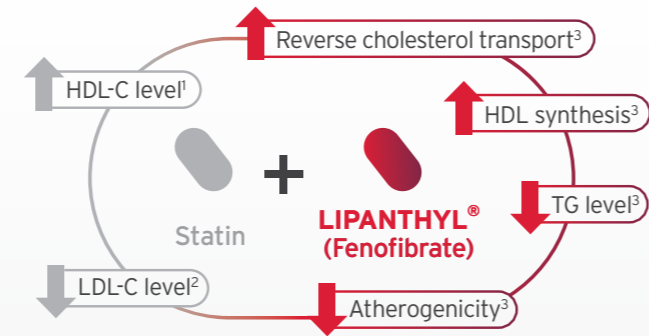 Reverse cholesterol transport³
HDL-C level¹
HDL synthesis³
+
Statin
LIPANTHYL®
(Fenofibrate)
TG level³
LDL-C level²
Atherogenicity³